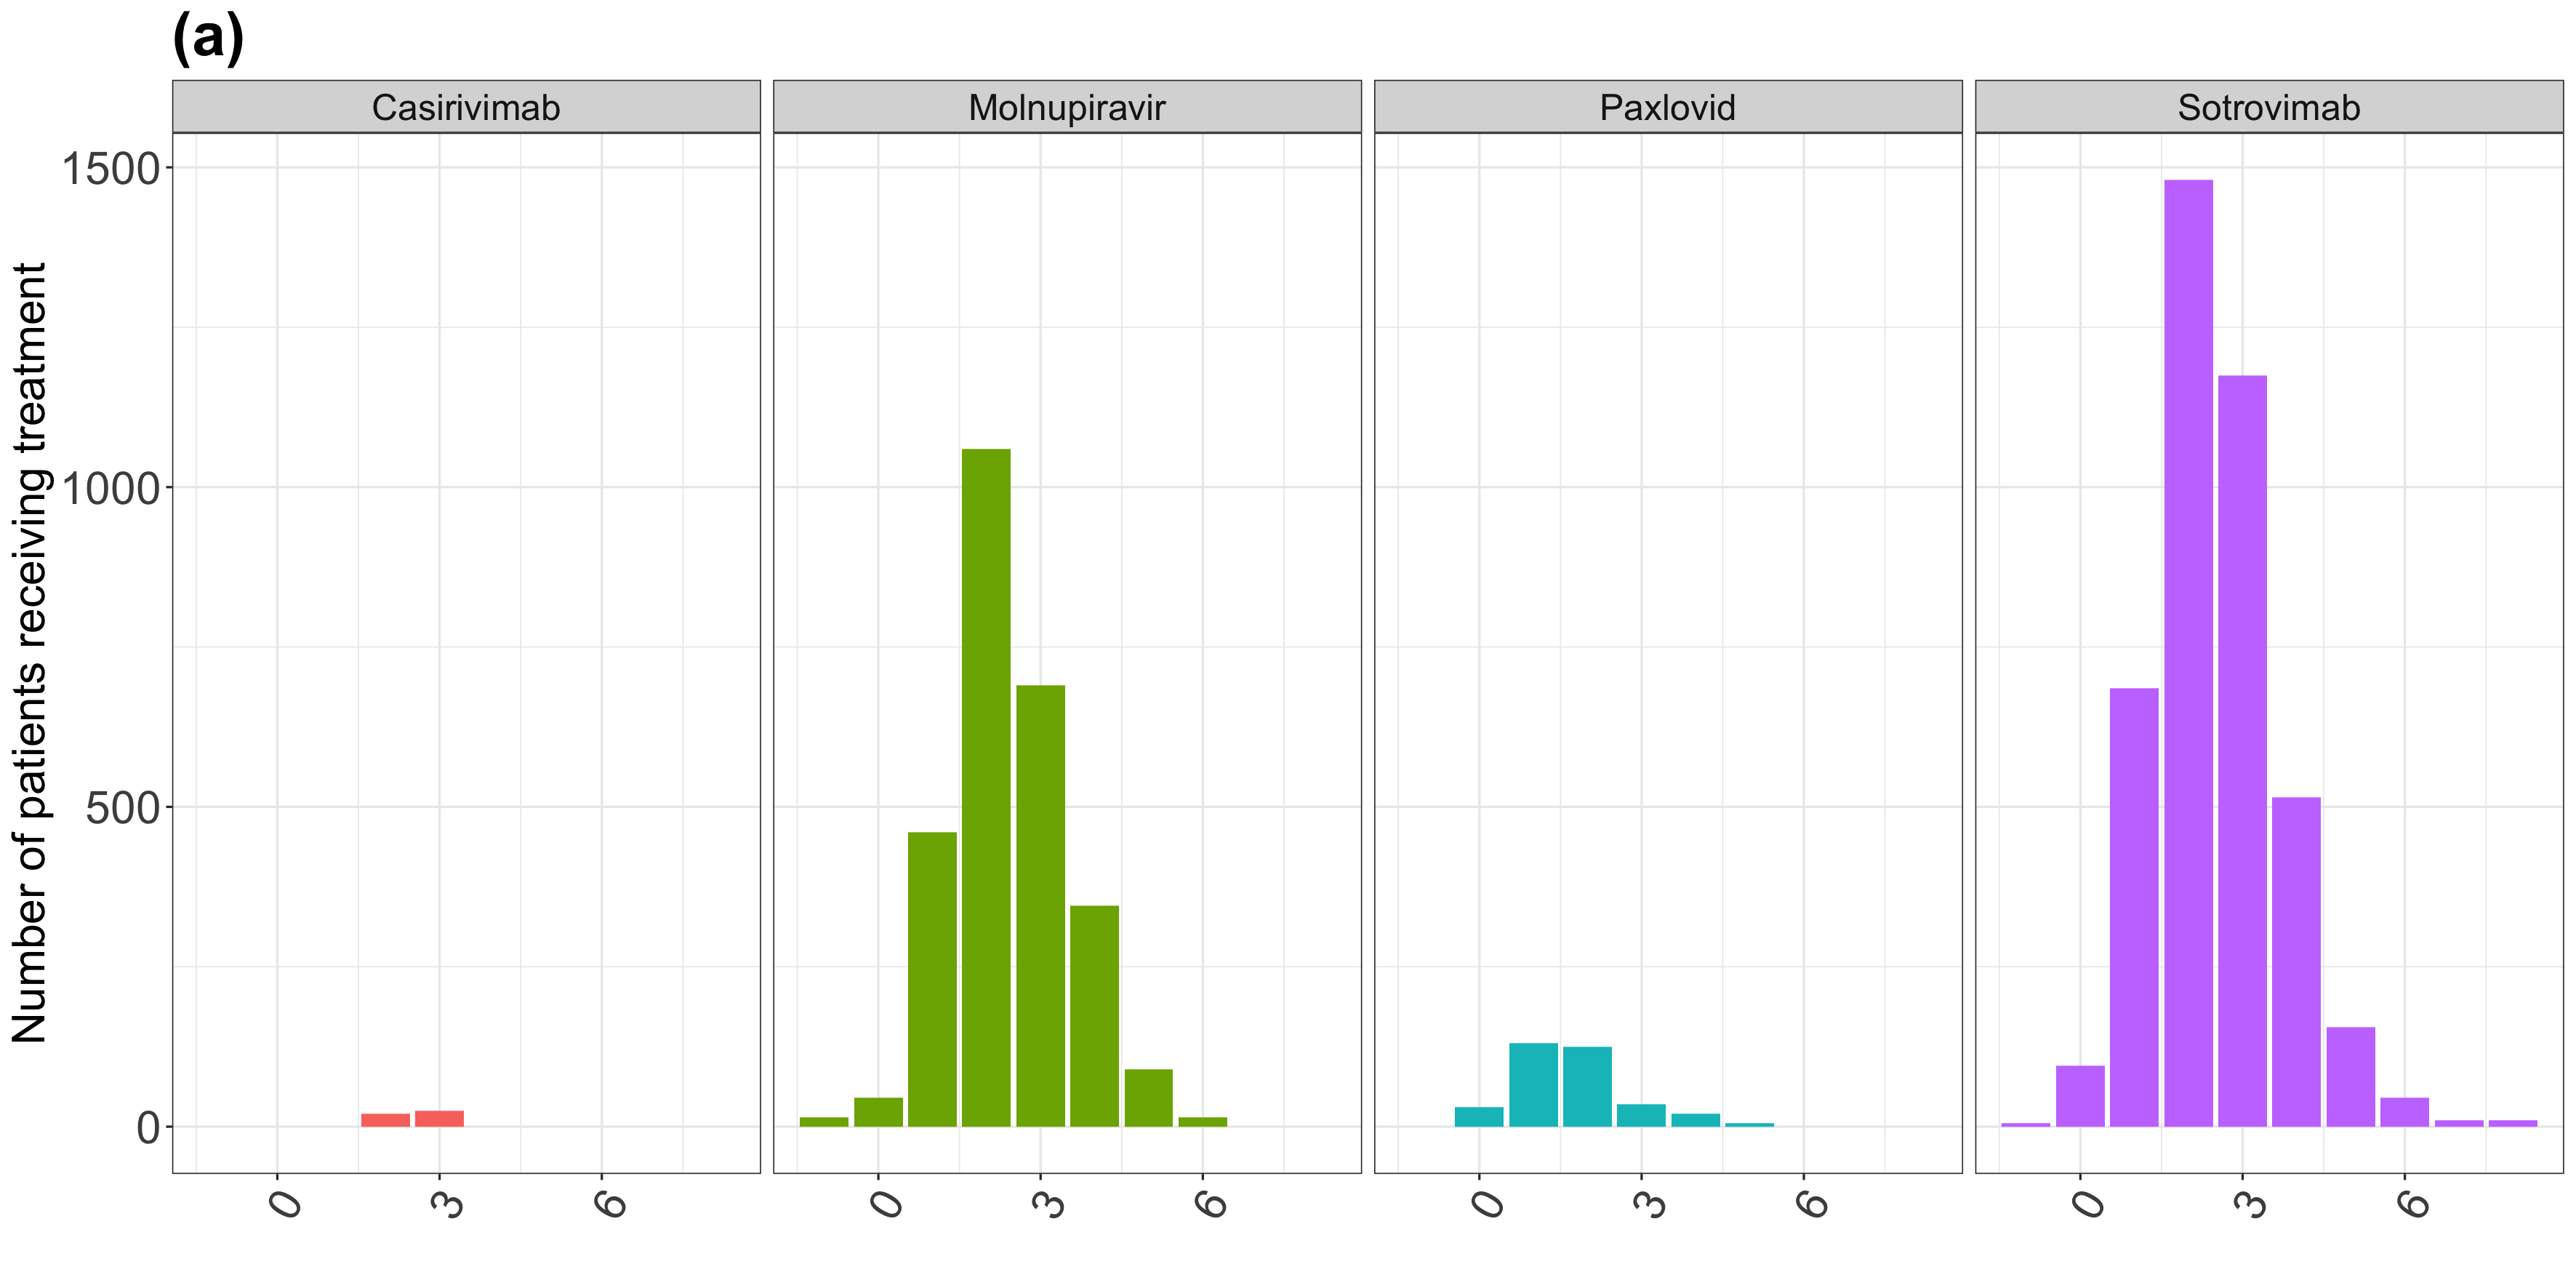 (a)
Casirivimab
Molnupiravir
Paxlovid
Sotrovimab
Number of patients receiving treatment
1500
1000
500
0
0 3 6
0 3 6
0 3 6
0 3 6